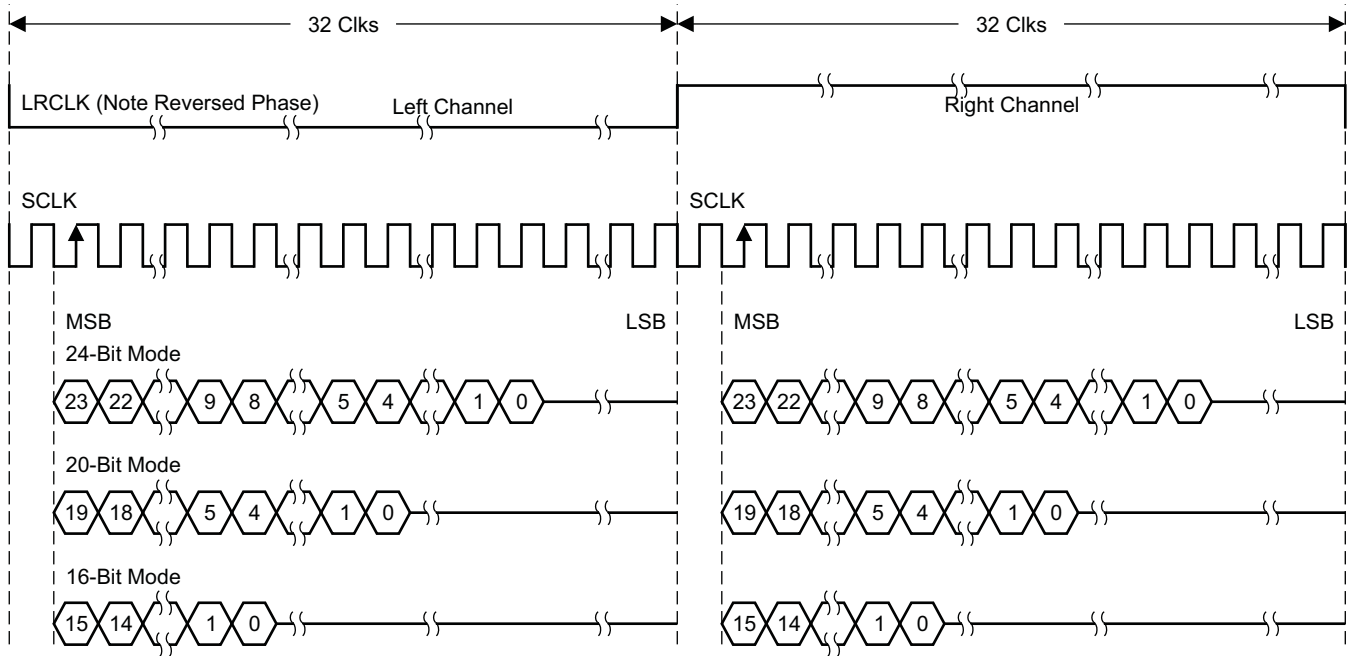 32 Clks 32 Clks
LRCLK (Note Reversed Phase) Left Channel Right Channel
SCLK SCLK
MSB LSB MSB LSB
24-Bit Mode
23 22 9 8 5 4 1 0 23 22 9 8 5 4 1 0
20-Bit Mode
19 18 5 4 1 0 19 18 5 4 1 0
16-Bit Mode
15 14 1 0 15 14 1 0